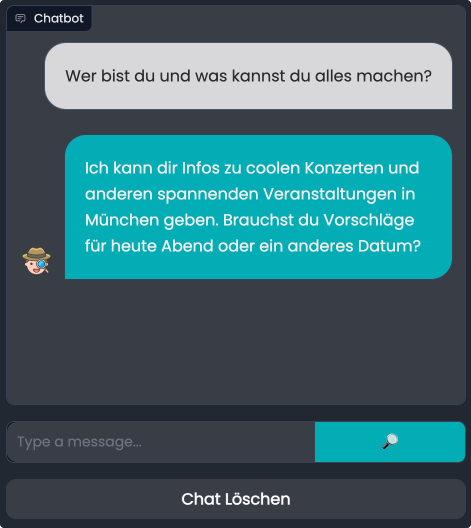 Chatbot
Wer bist du und was kannst du alles machen?
Ich kann dir Infos zu coolen Konzerten und
anderen spannenden Veranstaltungen in
München geben. Brauchst du Vorschläge
für heute Abend oder ein anderes Datum?
Type a message...
Chat Löschen